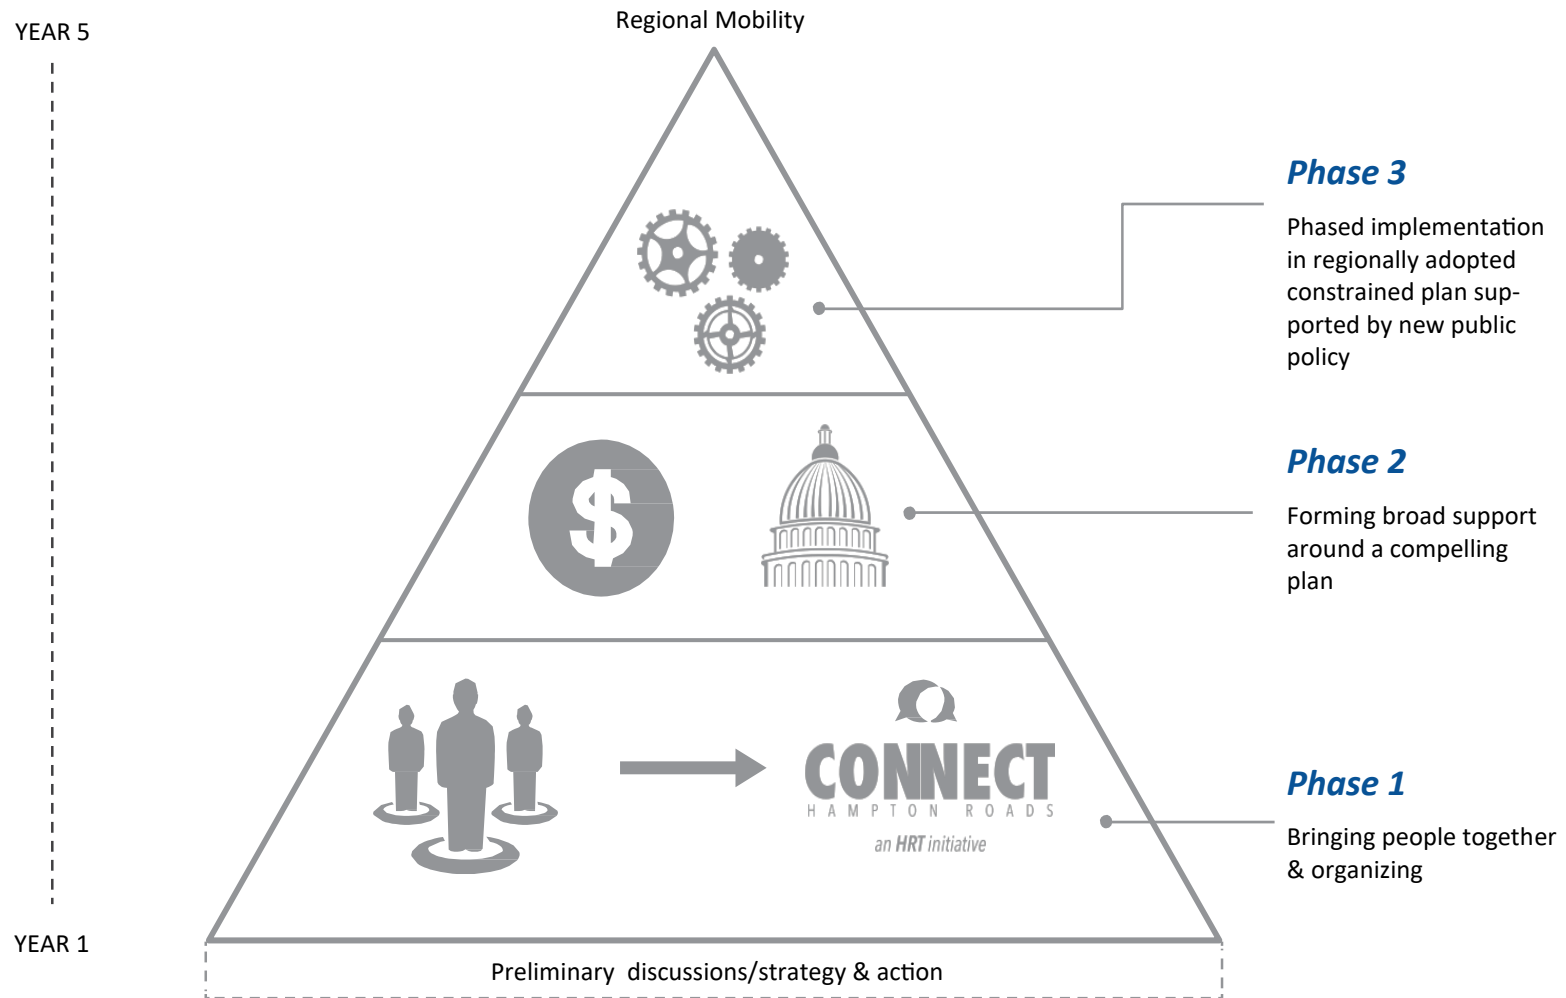 YEAR 5
Regional Mobility
Phase 3
Phased implementation
in regionally adopted
constrained plan sup-
ported by new public
policy
Phase 2
Forming broad support
around a compelling
plan
$
CONNECT
HAMPTON ROADS
an HRT initiative
Phase 1
Bringing people together
& organizing
YEAR 1
Preliminary discussions/strategy & action